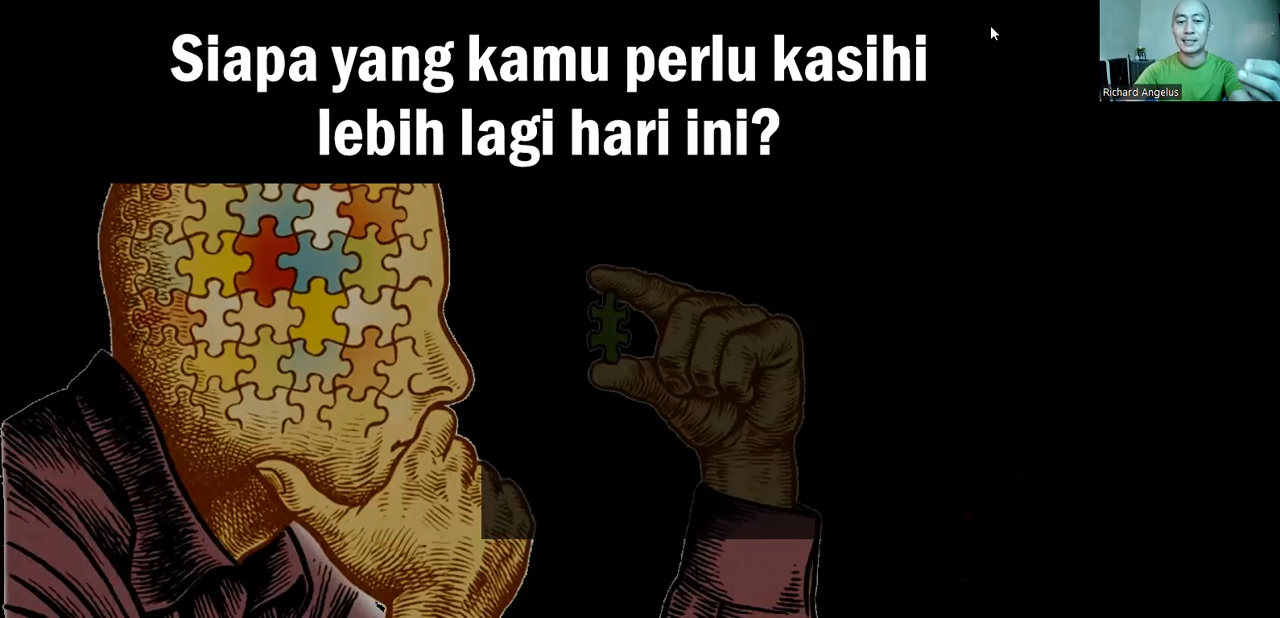 Siapa yang kamu perlu kasihi
lebih lagi hari ini?
Richard Angelus